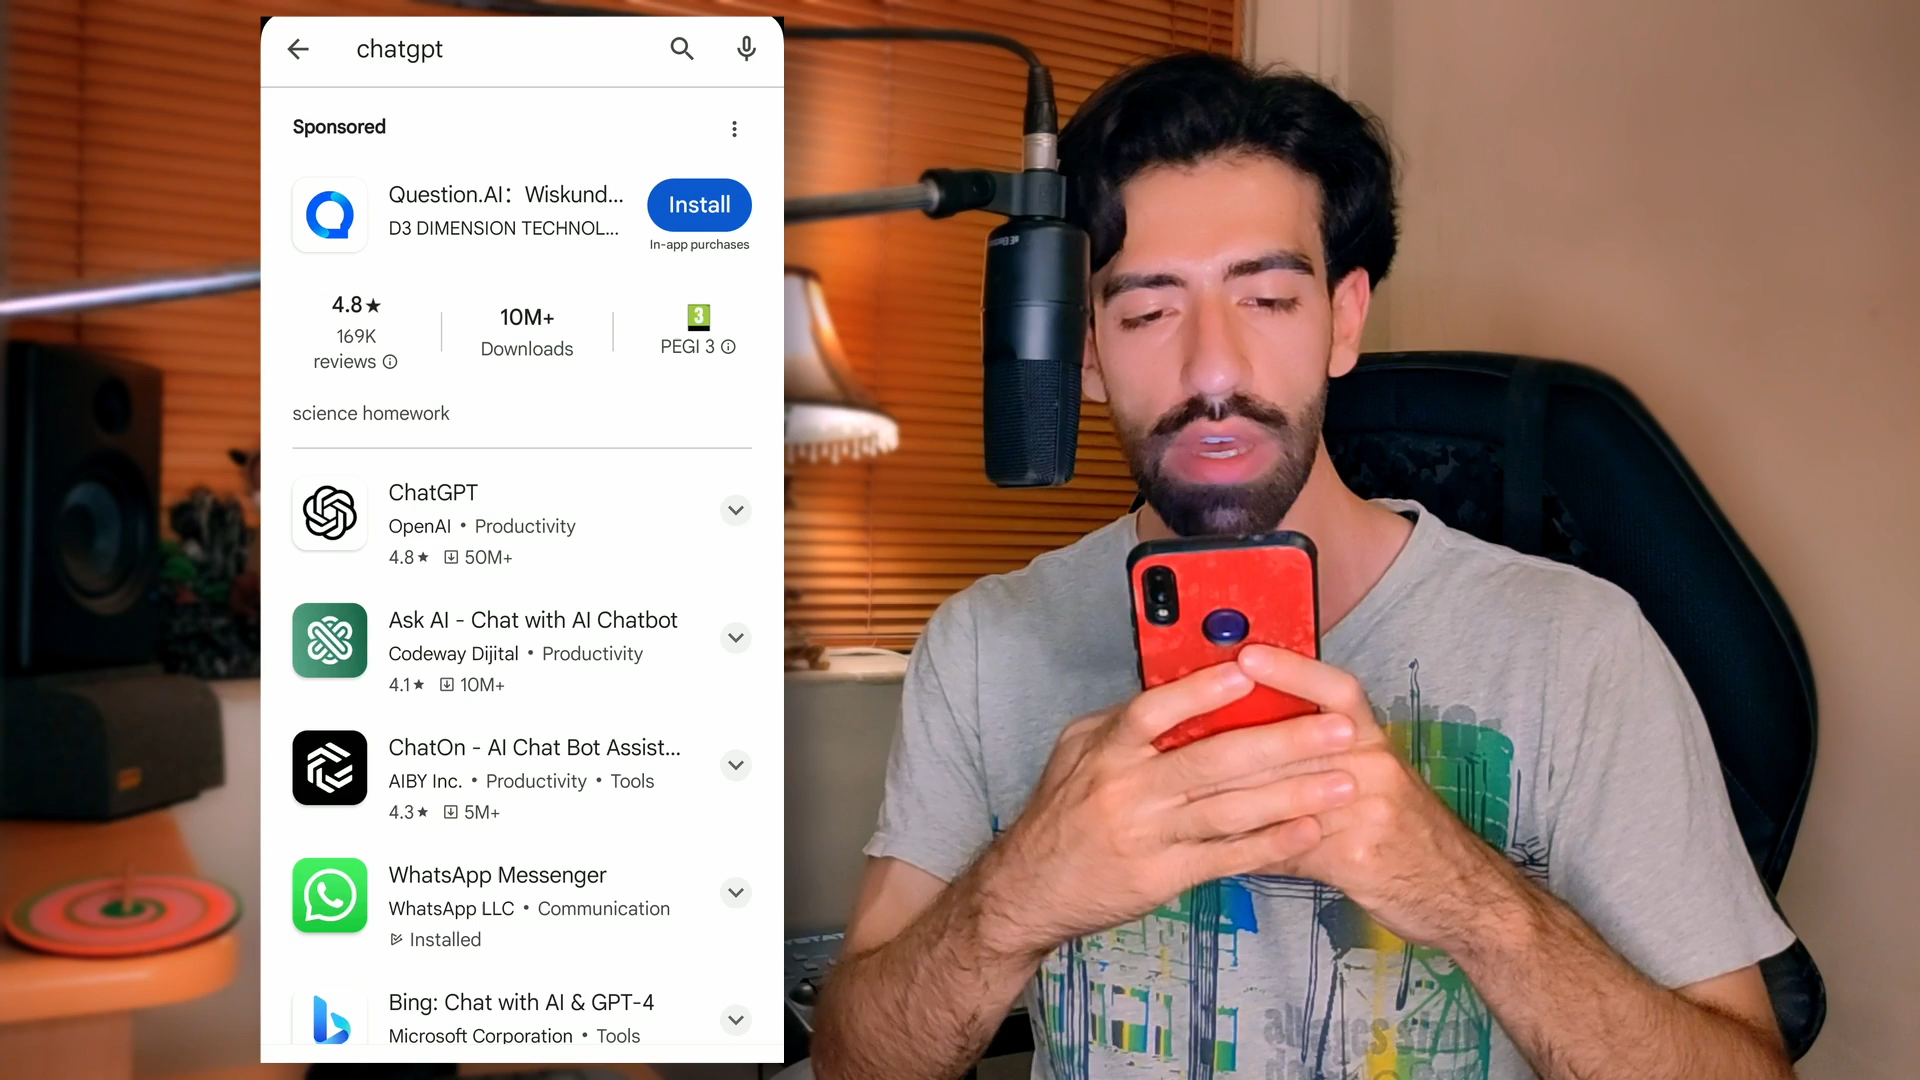 chatgpt
Sponsored
Question.AI： Wiskund...
D3 DIMENSION TECHNOL...
Install
In-app purchases
4.8★
169K
reviews
10M+
Downloads
3
PEGI 3
science homework
ChatGPT
OpenAI • Productivity
4.8★ 50M+
Ask AI - Chat with AI Chatbot
Codeway Dijital • Productivity
4.1★ 10M+
ChatOn - AI Chat Bot Assist...
AIBY Inc. • Productivity • Tools
4.3★ 5M+
WhatsApp Messenger
WhatsApp LLC • Communication
Installed
Bing: Chat with AI & GPT-4
Microsoft Corporation • Tools